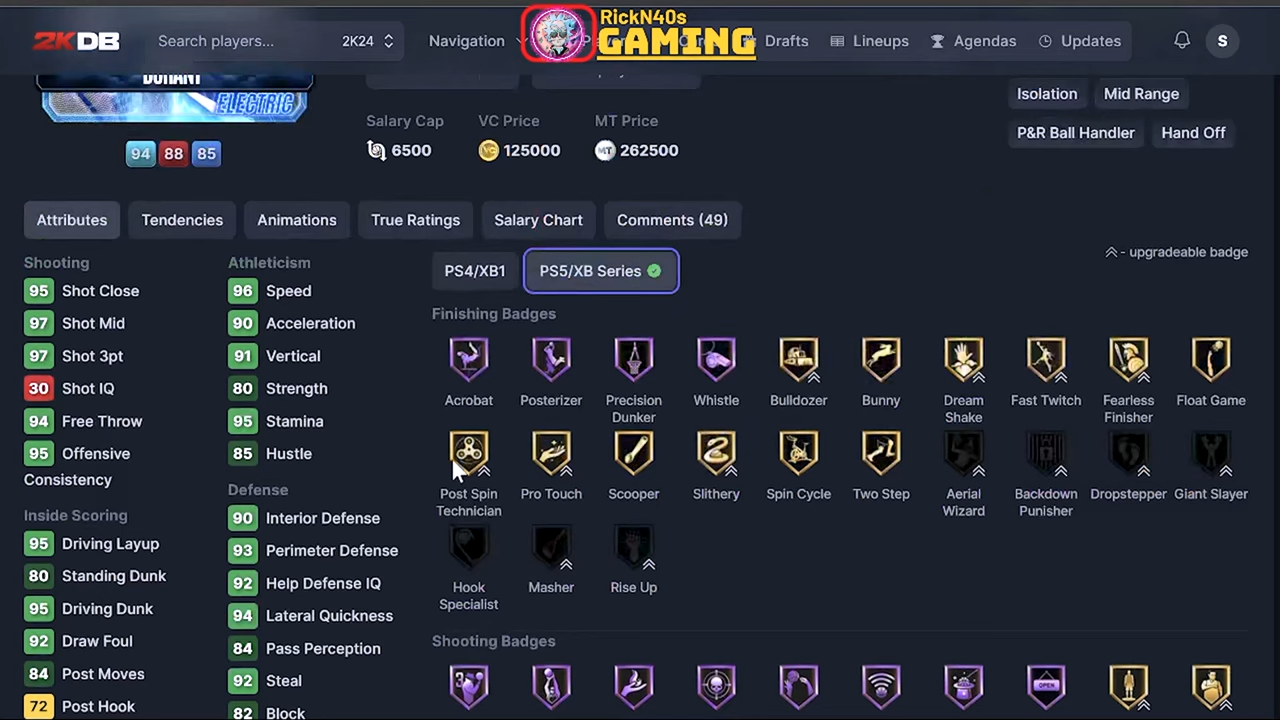 2KDB
Search players...
2K24
Navigation
RickN40s
GAMING
Drafts
Lineups
Agendas
Updates
S
DURANT
ELECTRIC
94 88 85
Salary Cap
6500
VC Price
VC 125000
MT Price
MT 262500
Isolation
Mid Range
P&R Ball Handler
Hand Off
Attributes
Tendencies
Animations
True Ratings
Salary Chart
Comments (49)
Shooting
95 Shot Close
97 Shot Mid
97 Shot 3pt
30 Shot IQ
94 Free Throw
95 Offensive
Consistency
Inside Scoring
95 Driving Layup
80 Standing Dunk
95 Driving Dunk
92 Draw Foul
84 Post Moves
72 Post Hook
Athleticism
96 Speed
90 Acceleration
91 Vertical
80 Strength
95 Stamina
85 Hustle
Defense
90 Interior Defense
93 Perimeter Defense
92 Help Defense IQ
94 Lateral Quickness
84 Pass Perception
92 Steal
82 Block
PS4/XB1
PS5/XB Series
- upgradeable badge
Finishing Badges
Acrobat
Posterizer
Precision
Dunker
Whistle
Bulldozer
Bunny
Dream
Shake
Fast Twitch
Fearless
Finisher
Float Game
Post Spin
Technician
Pro Touch
Scooper
Slithery
Spin Cycle
Two Step
Aerial
Wizard
Backdown
Punisher
Dropstepper
Giant Slayer
Hook
Specialist
Masher
Rise Up
Shooting Badges
OPEN